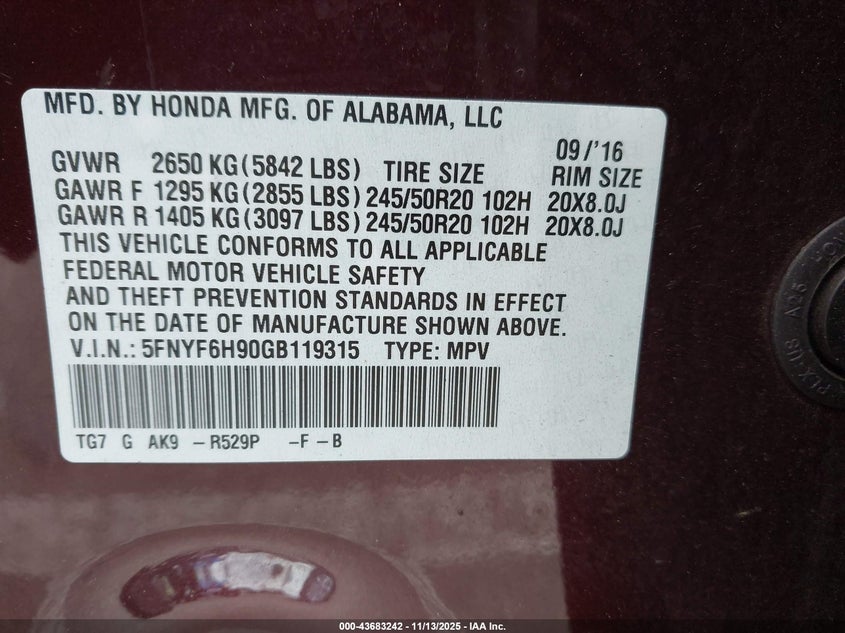 MFD. BY HONDA MFG. OF ALABAMA, LLC
09/'16
GVWR 2650 KG(5842 LBS) TIRE SIZE RIM SIZE
GAWR F 1295 KG(2855 LBS)245/50R20 102H 20X8.0J
GAWR R 1405 KG(3097 LBS)245/50R20 102H 20X8.0J
THIS VEHICLE CONFORMS TO ALL APPLICABLE
FEDERAL MOTOR VEHICLE SAFETY
AND THEFT PREVENTION STANDARDS IN EFFECT
ON THE DATE OF MANUFACTURE SHOWN ABOVE.
V.I.N.: 5FNYF6H90GB119315 TYPE: MPV
TG7 G AK9 -R529P -F -B
PLX-US A25
000-43683242 - 11/13/2025 - IAA Inc.